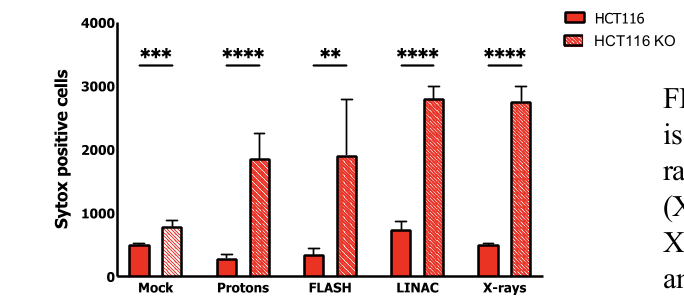 4000
3000
2000
1000
0
Sytox positive cells
*** **** ** **** ****
Mock Protons FLASH LINAC X-rays
HCT116
HCT116 KO
is
ra
(X
X
ar